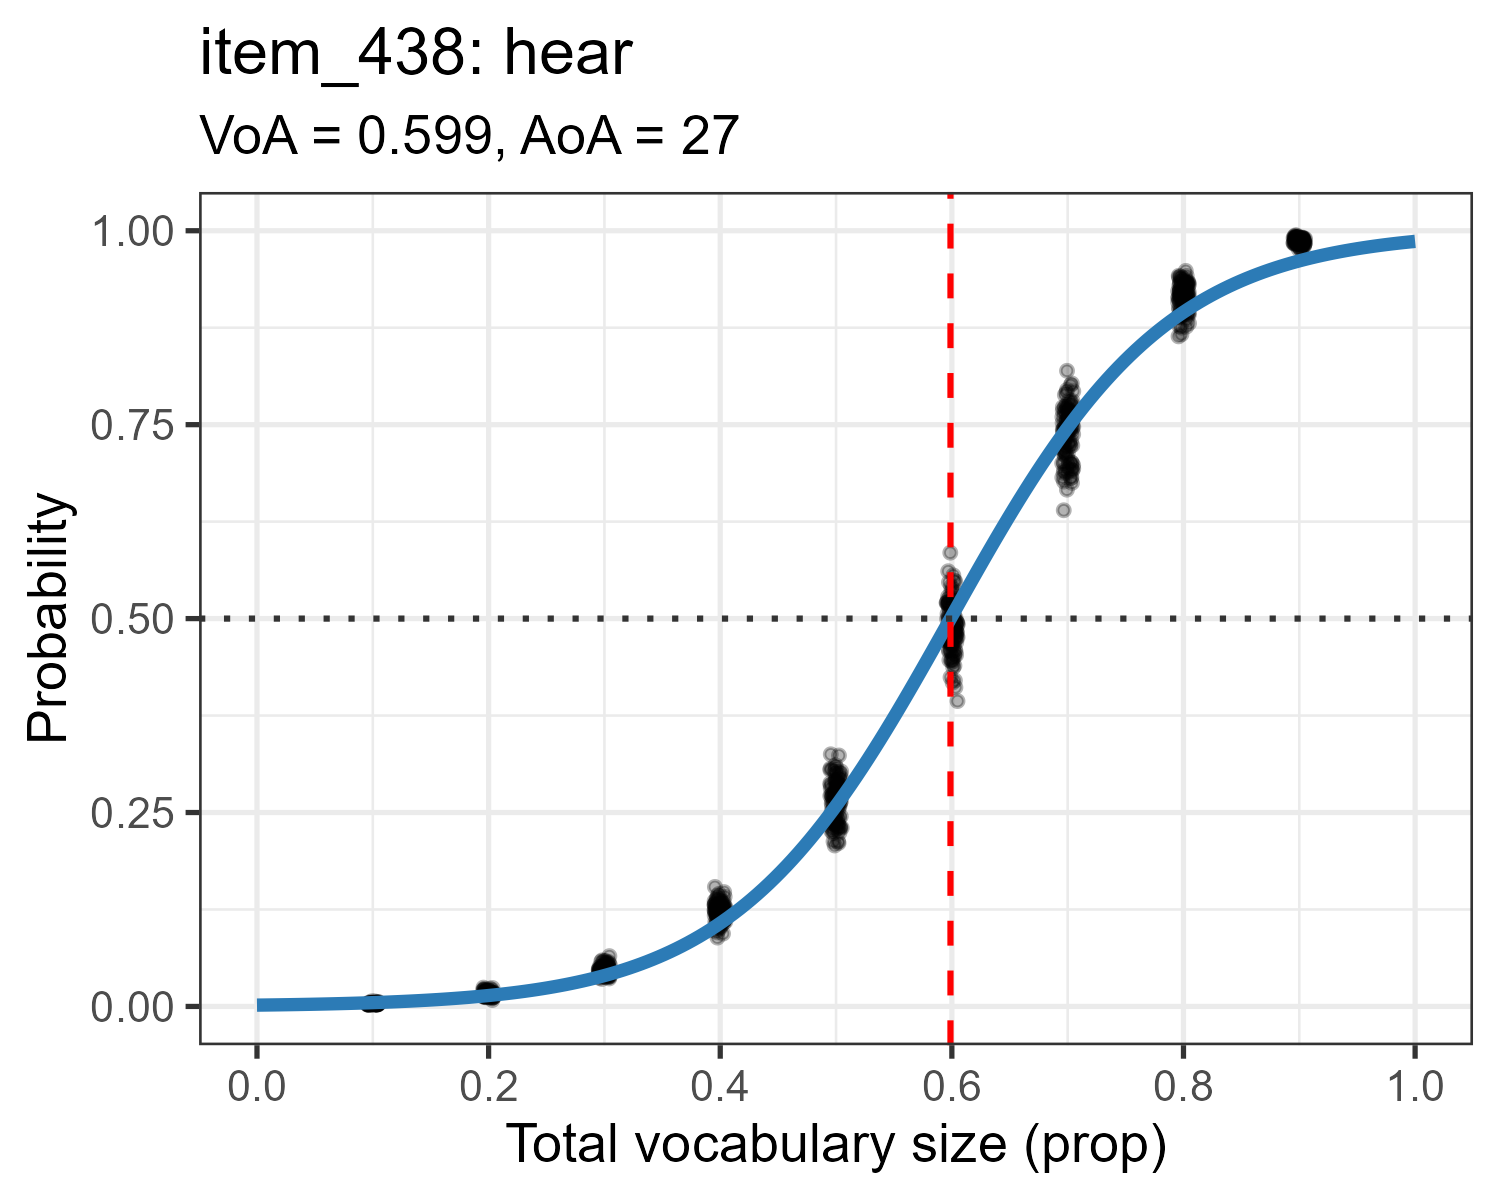 item_438: hear
VoA = 0.599, AoA = 27
1.00
0.75
0.50
0.25
0.00
Probability
0.0 0.2 0.4 0.6 0.8 1.0
Total vocabulary size (prop)